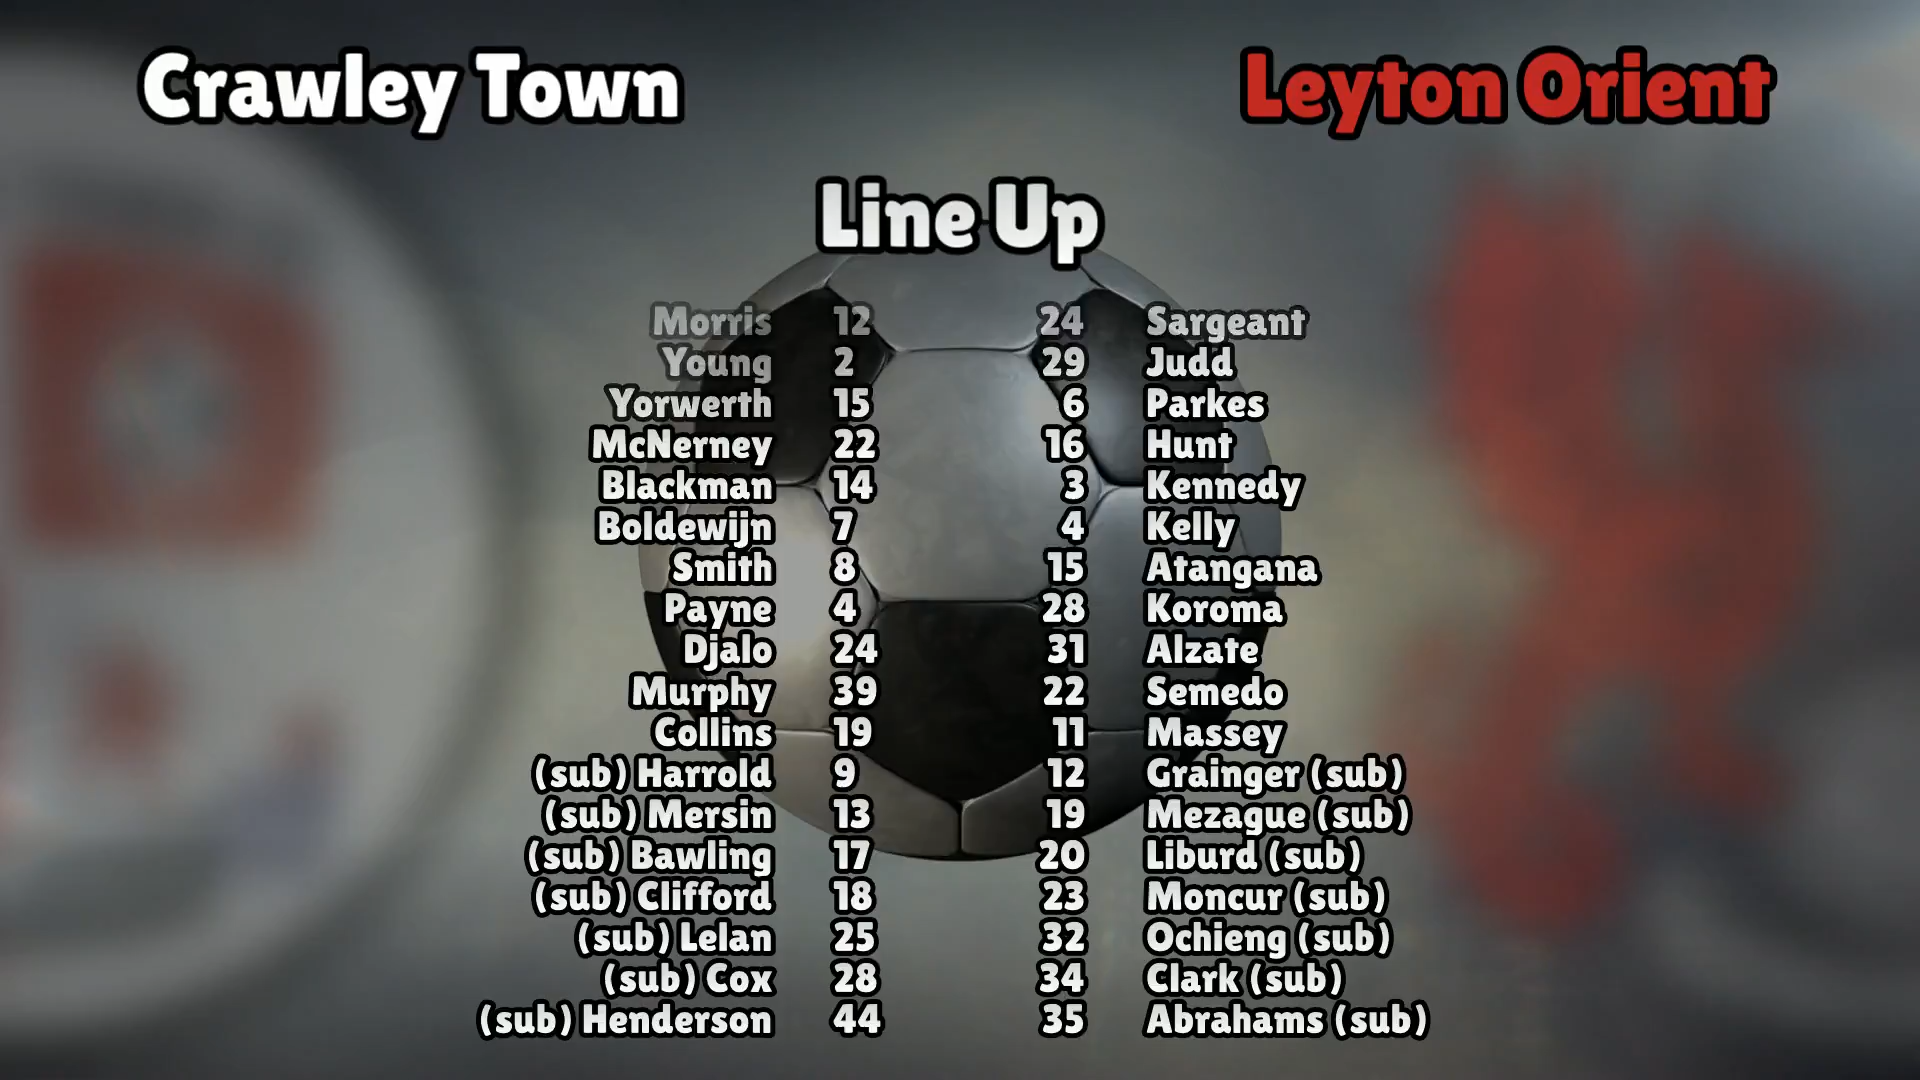 Crawley Town Leyton Orient
Line Up
Morris 12 24 Sargeant
Young 2 29 Judd
Yorwerth 15 6 Parkes
McNerney 22 16 Hunt
Blackman 14 3 Kennedy
Boldewijn 7 4 Kelly
Smith 8 15 Atangana
Payne 4 28 Koroma
Djalo 24 31 Alzate
Murphy 39 22 Semedo
Collins 19 11 Massey
(sub) Harrold 9 12 Grainger (sub)
(sub) Mersin 13 19 Mezague (sub)
(sub) Bawling 17 20 Liburd (sub)
(sub) Clifford 18 23 Moncur (sub)
(sub) Lelan 25 32 Ochieng (sub)
(sub) Cox 28 34 Clark (sub)
(sub) Henderson 44 35 Abrahams (sub)